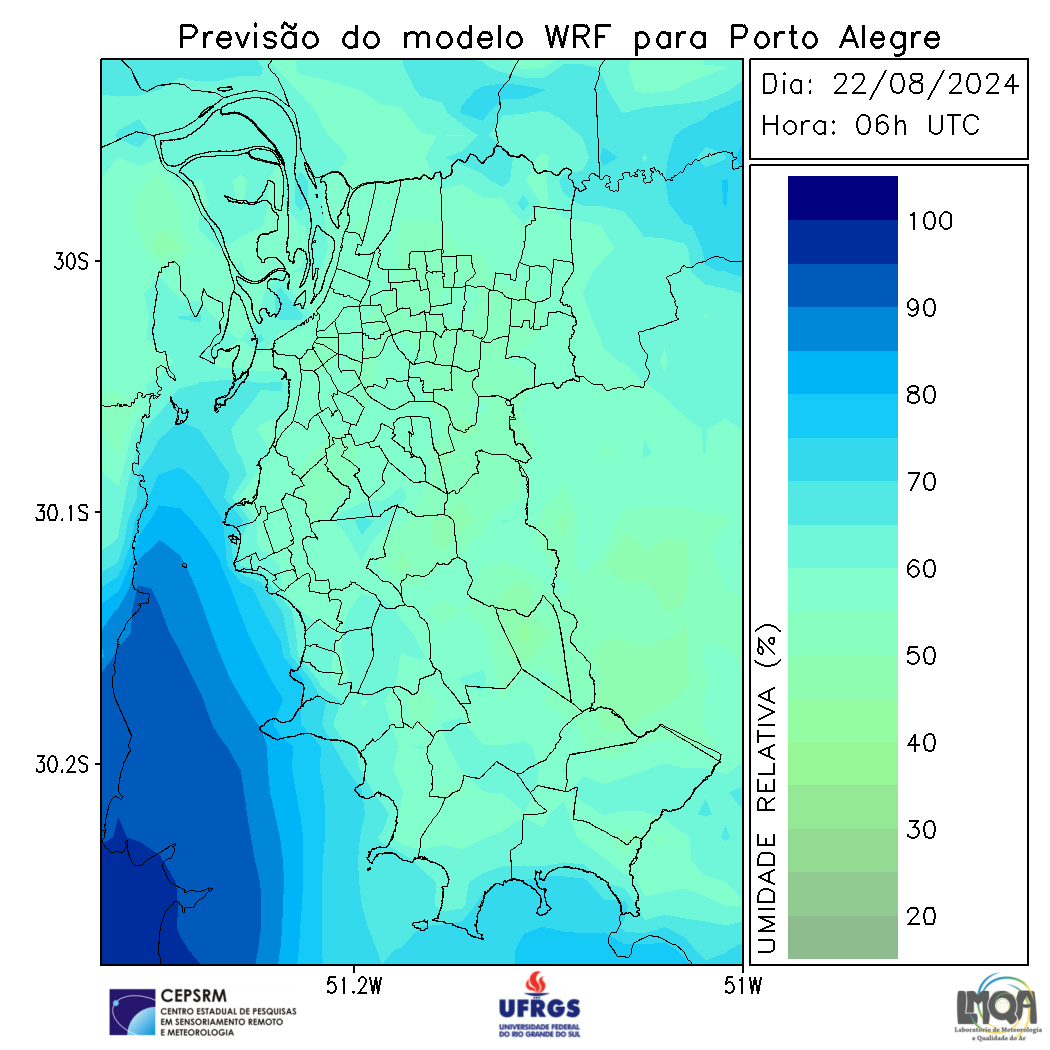 Previsão do modelo WRF para Porto Alegre
Dia: 22/08/2024
Hora: 06h UTC
30S
30.1S
30.2S
51.2W
51W
UMIDADE RELATIVA (%)
100
90
80
70
60
50
40
30
20
CEPSRM
CENTRO ESTADUAL DE PESQUISAS
EM SENSORIAMENTO REMOTO
E METEOROLOGIA
UFRGS
UNIVERSIDADE FEDERAL
DO RIO GRANDE DO SUL
LMQA
Laboratório de Meteorologia
e Qualidade do Ar